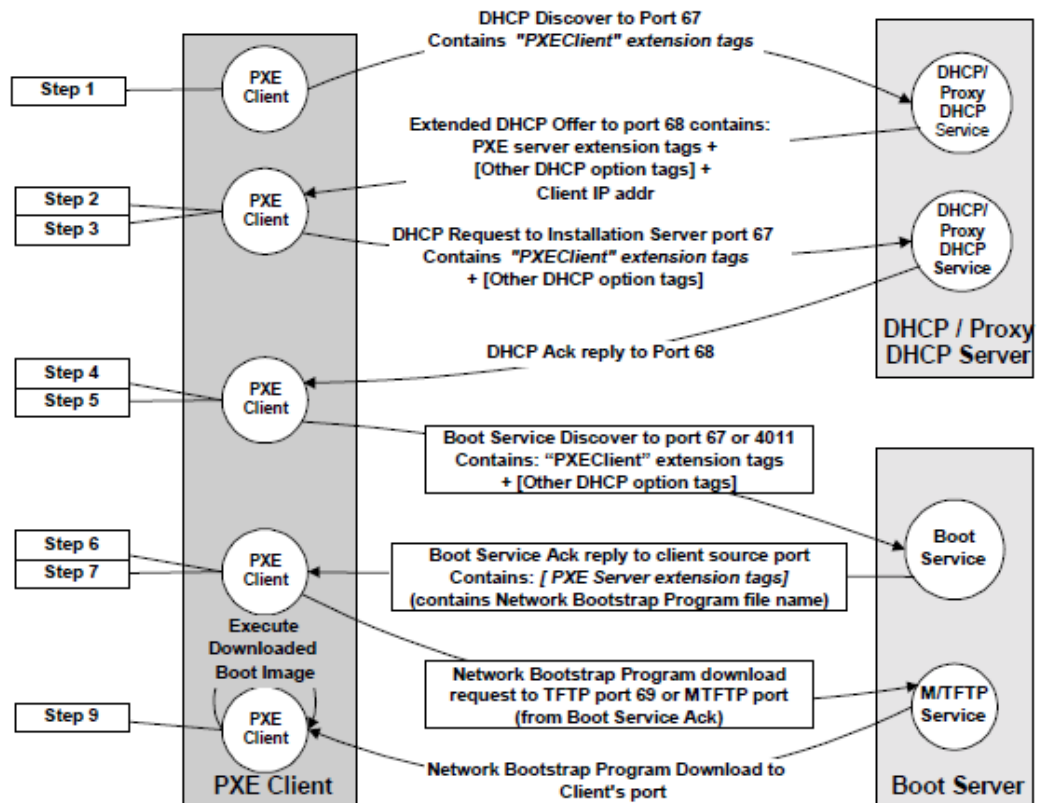 DHCP Discover to Port 67
Contains "PXEClient" extension tags
PXE
Client
Step 1
DHCP/
Proxy
DHCP
Service
Extended DHCP Offer to port 68 contains:
PXE server extension tags +
[Other DHCP option tags] +
Client IP addr
Step 2
Step 3
PXE
Client
DHCP/
Proxy
DHCP
Service
DHCP Request to Installation Server port 67
Contains "PXEClient" extension tags
+ [Other DHCP option tags]
DHCP / Proxy
DHCP Server
DHCP Ack reply to Port 68
Step 4
Step 5
PXE
Client
Boot Service Discover to port 67 or 4011
Contains: “PXEClient” extension tags
+ [Other DHCP option tags]
Step 6
Step 7
PXE
Client
Boot
Service
Boot Service Ack reply to client source port
Contains: [ PXE Server extension tags]
(contains Network Bootstrap Program file name)
Execute
Downloaded
Boot Image
Network Bootstrap Program download
request to TFTP port 69 or MTFTP port
(from Boot Service Ack)
M/TFTP
Service
Step 9
PXE
Client
Network Bootstrap Program Download to
Client's port
PXE Client
Boot Server